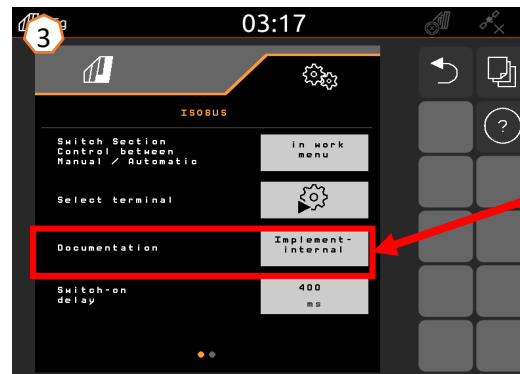 3
03:17
ISOBUS
Switch Section
Control between
Manual / Automatic
in work
menu
Select terminal
Documentation
Implement-
internal
Switch-on
delay
400
ms
?